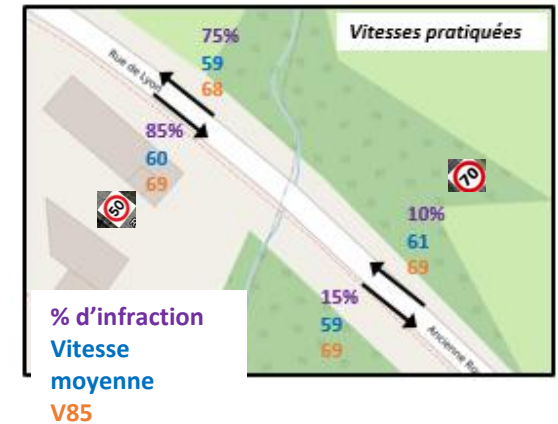 Vitesses pratiquées
75%
59
68
Rue de Lyon
85%
60
69
50
70
10%
61
69
15%
59
69
Ancienne Ro
% d'infraction
Vitesse
moyenne
V85